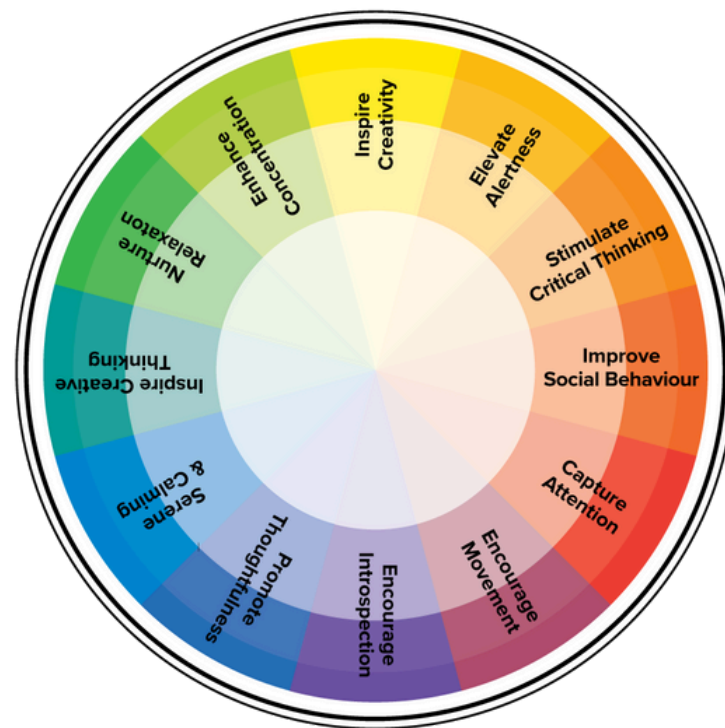 Inspire
Creativity
Elevate
Alertness
Stimulate
Critical Thinking
Improve
Social Behaviour
Capture
Attention
Encourage
Movement
Encourage
Introspection
Promote
Thoughtfulness
Serene
& Calming
Inspire Creative
Thinking
Nurture
Relaxaton
Enhance
Concentration